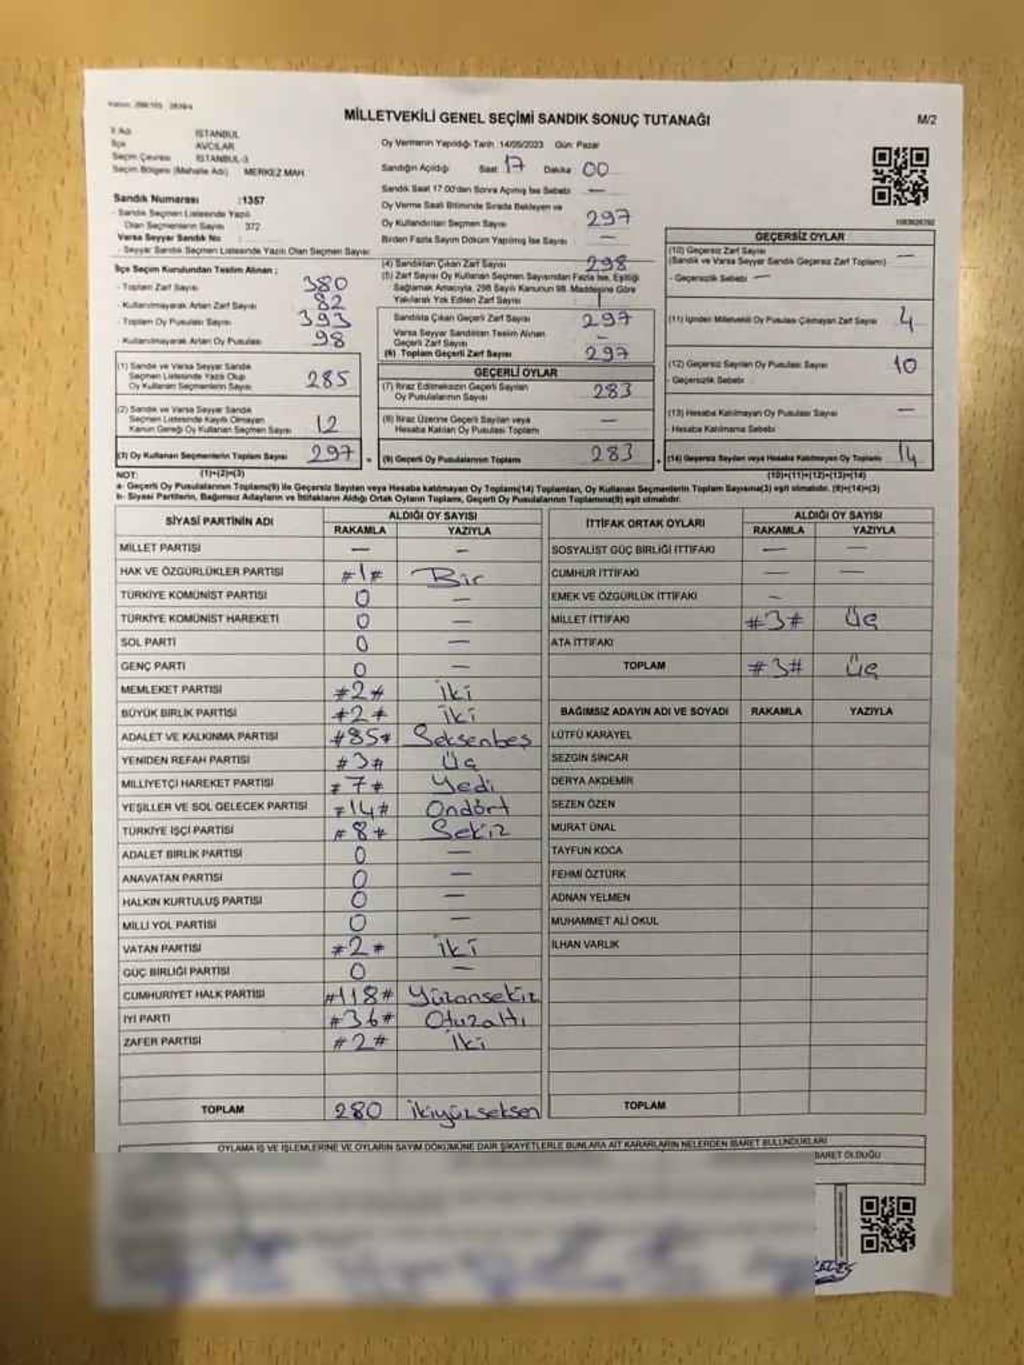 MİLLETVEKİLİ GENEL SEÇİMİ SANDIK SONUÇ TUTANAĞI
M/2
İl Adı İSTANBUL
İlçe AVCILAR
Seçim Çevresi İSTANBUL-3
Seçim Bölgesi (Mahalle Adı) MERKEZ MAH.
Sandık Numarası :1357
- Sandık Seçmen Listesinde Yazılı
Olan Seçmenlerin Sayısı : 372
Varsa Seyyar Sandık No :
- Seyyar Sandık Seçmen Listesinde Yazılı Olan Seçmen Sayısı:
İlçe Seçim Kurulundan Teslim Alınan ;
- Toplam Zarf Sayısı 380
- Kullanılmayarak Artan Zarf Sayısı 82
- Toplam Oy Pusulası Sayısı 393
- Kullanılmayarak Artan Oy Pusulası 98
(1) Sandık ve Varsa Seyyar Sandık
Seçmen Listesinde Yazılı Olup
Oy Kullanan Seçmenlerin Sayısı 285
(2) Sandık ve Varsa Seyyar Sandık
Seçmen Listesinde Kayıtlı Olmayan
Kanun Gereği Oy Kullanan Seçmen Sayısı 12
(3) Oy Kullanan Seçmenlerin Toplam Sayısı 297
Oy Vermenin Yapıldığı Tarih :14/05/2023 Gün: Pazar
Sandığın Açıldığı Saat 17 Dakika 00
Sandık Saat 17:00'dan Sonra Açılmış İse Sebebi —
Oy Verme Saati Bitiminde Sırada Bekleyen ve
Oy Kullandırılan Seçmen Sayısı 297
Birden Fazla Sayım Döküm Yapılmış İse Sayısı —
(4) Sandıktan Çıkan Zarf Sayısı 298
(5) Zarf Sayısı Oy Kullanan Seçmen Sayısından Fazla İse, Eşitliği
Sağlamak Amacıyla, 298 Sayılı Kanunun 98. Maddesine Göre
Yakılarak Yok Edilen Zarf Sayısı 1
Sandıkta Çıkan Geçerli Zarf Sayısı 297
Varsa Seyyar Sandıktan Teslim Alınan
Geçerli Zarf Sayısı —
(6) Toplam Geçerli Zarf Sayısı 297
GEÇERLİ OYLAR
(7) İtiraz Edilmeksizin Geçerli Sayılan
Oy Pusulalarının Sayısı 283
(8) İtiraz Üzerine Geçerli Sayılan veya
Hesaba Katılan Oy Pusulası Toplamı —
(9) Geçerli Oy Pusulalarının Toplamı 283
GEÇERSİZ OYLAR
(10) Geçersiz Zarf Sayısı
(Sandık ve Varsa Seyyar Sandık Geçersiz Zarf Toplamı) —
- Geçersizlik Sebebi —
(11) İçinden Milletvekili Oy Pusulası Çıkmayan Zarf Sayısı 4
(12) Geçersiz Sayılan Oy Pusulası Sayısı 10
- Geçersizlik Sebebi
(13) Hesaba Katılmayan Oy Pusulası Sayısı —
Hesaba Katılmama Sebebi
(14) Geçersiz Sayılan veya Hesaba Katılmayan Oy Toplamı 14
NOT: (1)+(2)=(3) (10)+(11)+(12)+(13)=(14)
a- Geçerli Oy Pusulalarının Toplamı(9) ile Geçersiz Sayılan veya Hesaba katılmayan Oy Toplamı(14) Toplamları, Oy Kullanan Seçmenlerin Toplam Sayısına(3) eşit olmalıdır. (9)+(14)=(3)
b- Siyasi Partilerin, Bağımsız Adayların ve İttifakların Aldığı Ortak Oyların Toplamı, Geçerli Oy Pusulalarının Toplamına(9) eşit olmalıdır.
SİYASİ PARTİNİN ADI ALDIĞI OY SAYISI
RAKAMLA YAZIYLA
MİLLET PARTİSİ — —
HAK VE ÖZGÜRLÜKLER PARTİSİ #1# Bir
TÜRKİYE KOMÜNİST PARTİSİ 0 —
TÜRKİYE KOMÜNİST HAREKETİ 0 —
SOL PARTİ 0 —
GENÇ PARTİ 0 —
MEMLEKET PARTİSİ #2# İki
BÜYÜK BİRLİK PARTİSİ #2# İki
ADALET VE KALKINMA PARTİSİ #85# Seksenbeş
YENİDEN REFAH PARTİSİ #3# Üç
MİLLİYETÇİ HAREKET PARTİSİ #7# Yedi
YEŞİLLER VE SOL GELECEK PARTİSİ #14# Ondört
TÜRKİYE İŞÇİ PARTİSİ #8# Sekiz
ADALET BİRLİK PARTİSİ 0 —
ANAVATAN PARTİSİ 0 —
HALKIN KURTULUŞ PARTİSİ 0 —
MİLLİ YOL PARTİSİ 0 —
VATAN PARTİSİ #2# İki
GÜÇ BİRLİĞİ PARTİSİ 0 —
CUMHURİYET HALK PARTİSİ #118# Yüzonsekiz
İYİ PARTİ #36# Otuzaltı
ZAFER PARTİSİ #2# İki
TOPLAM 280 İkiyüzseksen
İTTİFAK ORTAK OYLARI ALDIĞI OY SAYISI
RAKAMLA YAZIYLA
SOSYALİST GÜÇ BİRLİĞİ İTTİFAKI — —
CUMHUR İTTİFAKI — —
EMEK VE ÖZGÜRLÜK İTTİFAKI —
MİLLET İTTİFAKI #3# Üç
ATA İTTİFAKI
TOPLAM #3# Üç
BAĞIMSIZ ADAYIN ADI VE SOYADI RAKAMLA YAZIYLA
LÜTFÜ KARAYEL
SEZGİN SİNCAR
DERYA AKDEMİR
SEZEN ÖZEN
MURAT ÜNAL
TAYFUN KOCA
FEHMİ ÖZTÜRK
ADNAN YELMEN
MUHAMMET ALİ OKUL
İLHAN VARLIK
TOPLAM
OYLAMA İŞ VE İŞLEMLERİNE VE OYLARIN SAYIM DÖKÜMÜNE DAİR ŞİKAYETLERLE BUNLARA AİT KARARLARIN NELERDEN İBARET BULUNDUKLARI
BARET OLDUĞU